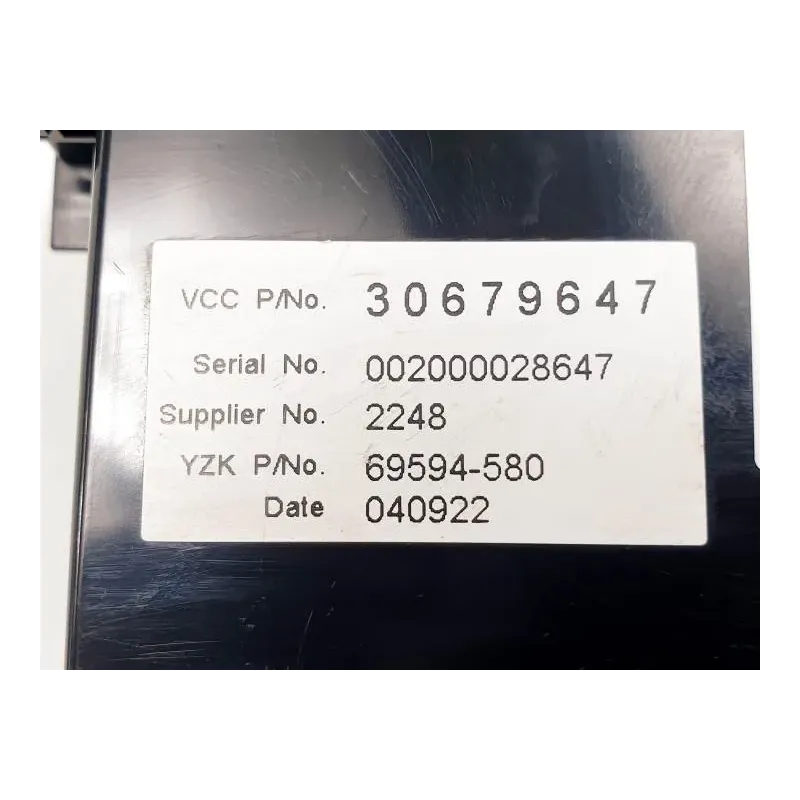 VCC P/No. 30679647
Serial No. 002000028647
Supplier No. 2248
YZK P/No. 69594-580
Date 040922